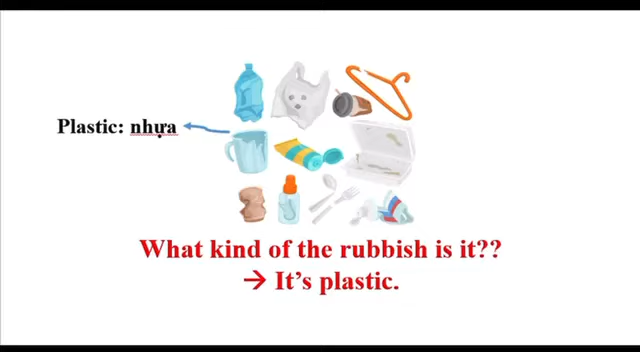 Plastic: nhựa
What kind of the rubbish is it??
→ It's plastic.